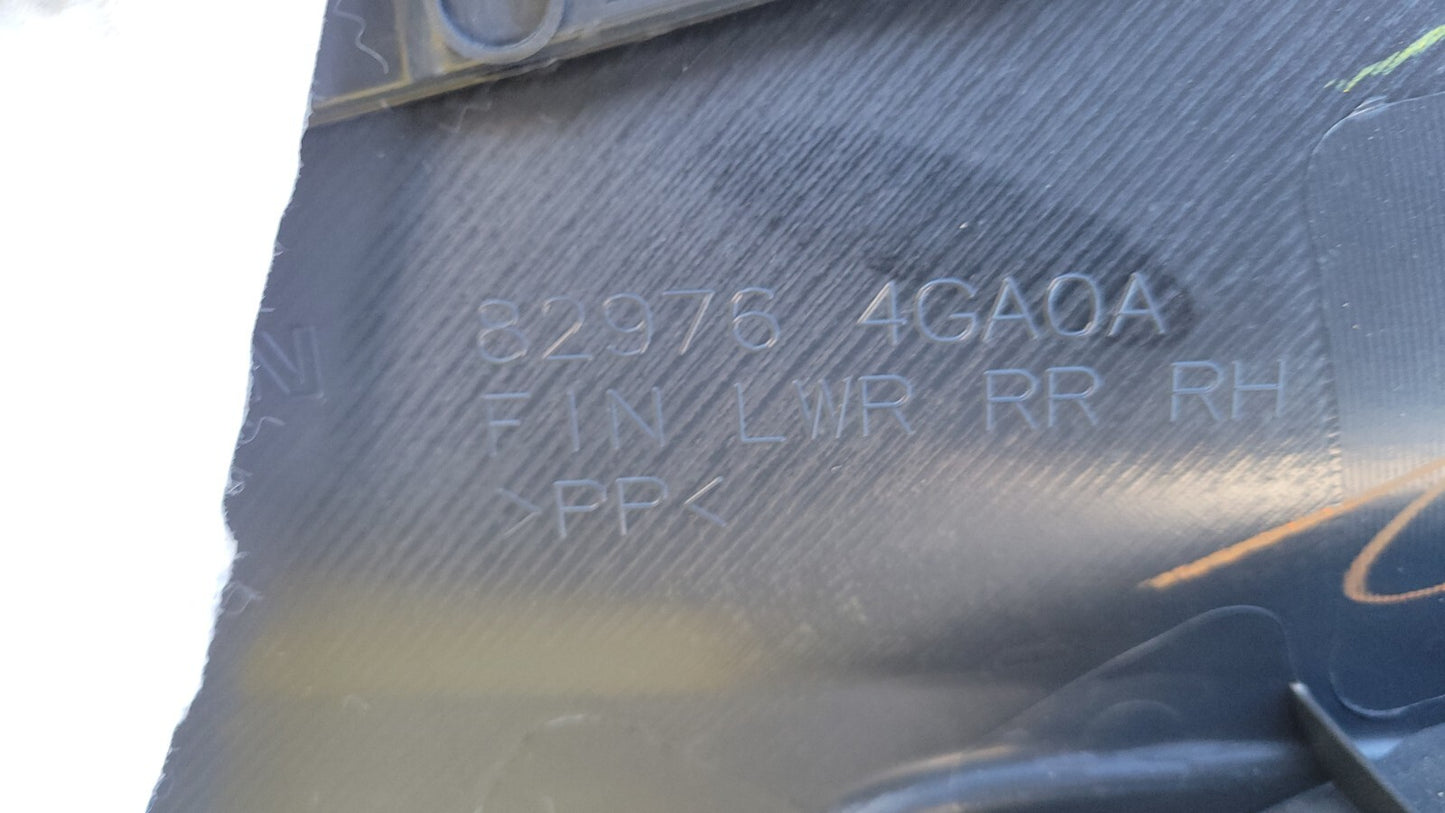 82976 4GA0A
FIN LWR RR RH
>PP<